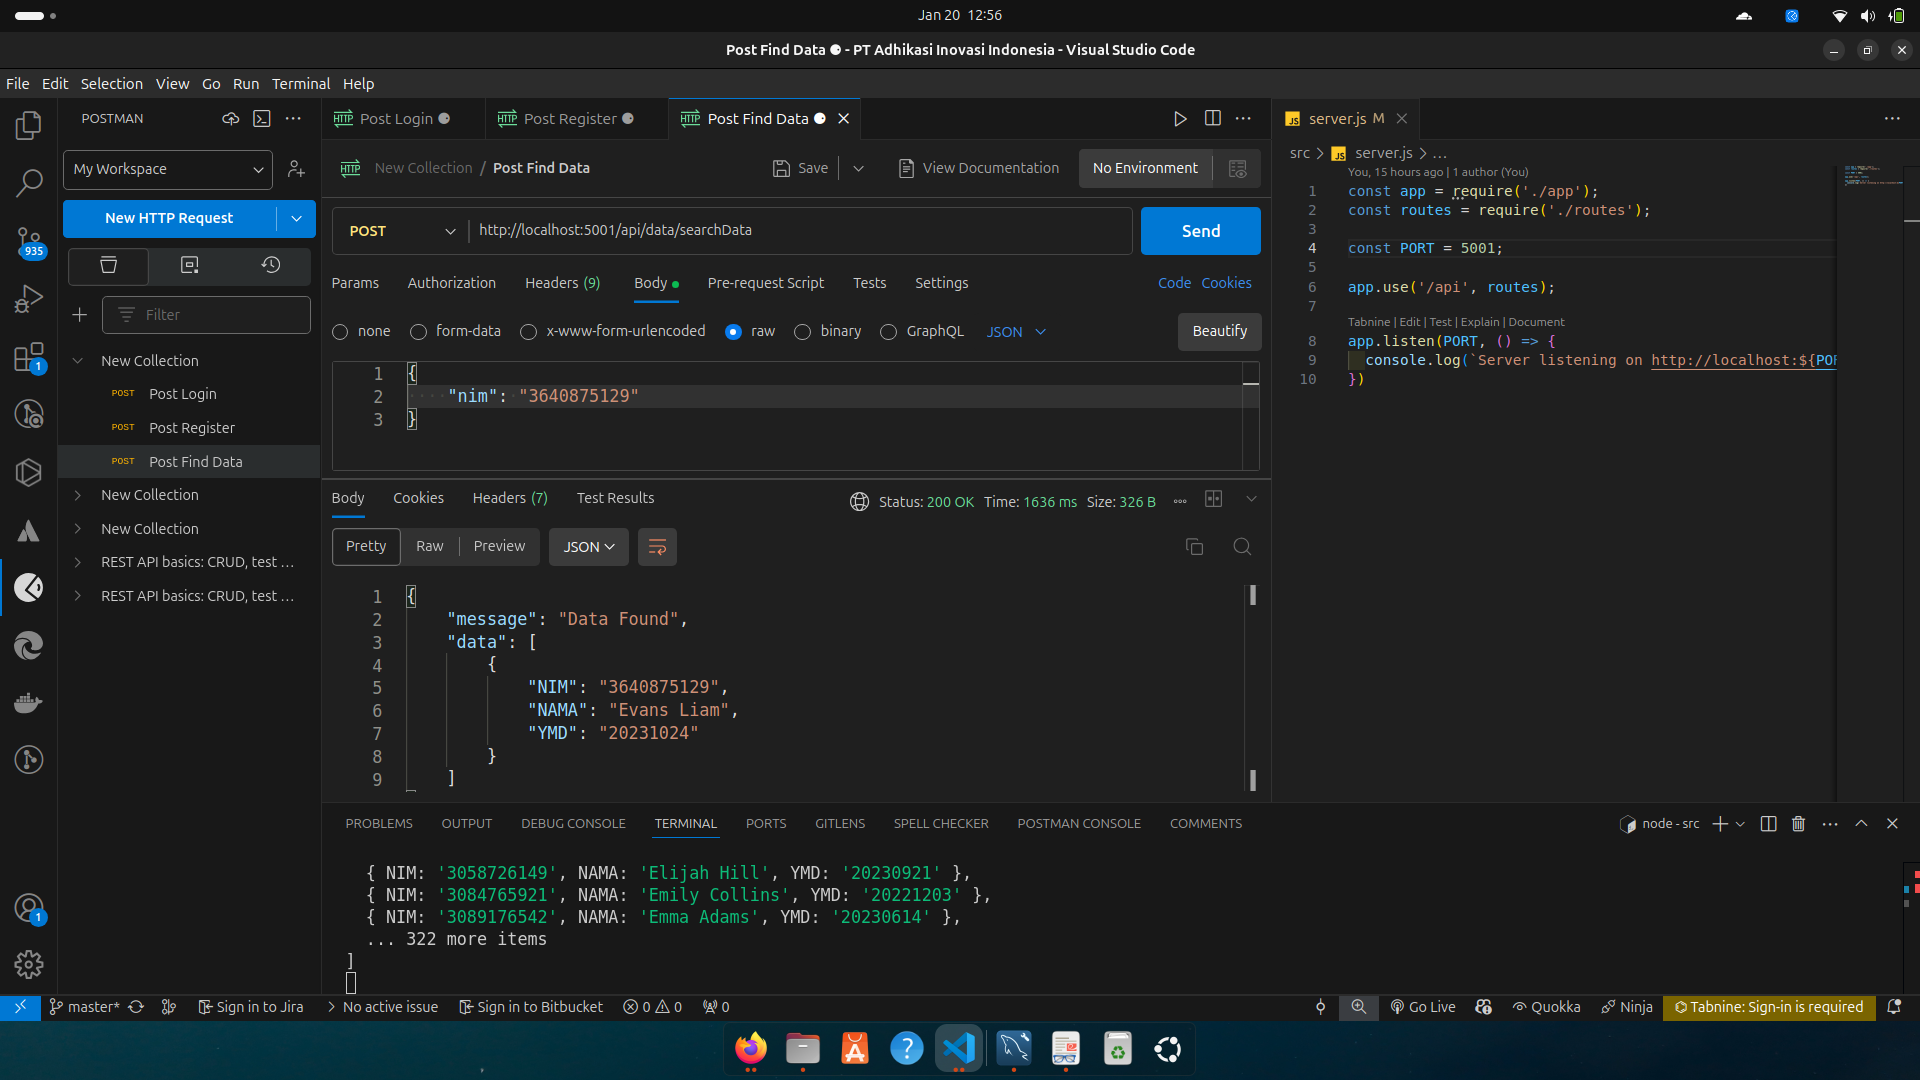 Jan 20 12:56
Post Find Data ● - PT Adhikasi Inovasi Indonesia - Visual Studio Code
File Edit Selection View Go Run Terminal Help
POSTMAN
My Workspace
New HTTP Request
Filter
New Collection
POST Post Login
POST Post Register
POST Post Find Data
New Collection
New Collection
REST API basics: CRUD, test ...
REST API basics: CRUD, test ...
935
1
1
HTTP Post Login ●
HTTP Post Register ●
HTTP Post Find Data ●
HTTP New Collection / Post Find Data
Save
View Documentation
No Environment
POST http://localhost:5001/api/data/searchData
Send
Params Authorization Headers (9) Body Pre-request Script Tests Settings Code Cookies
none form-data x-www-form-urlencoded raw binary GraphQL JSON Beautify
1 {
2 ····"nim":·"3640875129"
3 }
Body Cookies Headers (7) Test Results Status: 200 OK Time: 1636 ms Size: 326 B
Pretty Raw Preview JSON
1 {
2 "message": "Data Found",
3 "data": [
4 {
5 "NIM": "3640875129",
6 "NAMA": "Evans Liam",
7 "YMD": "20231024"
8 }
9 ]
JS server.js M
src > JS server.js > ...
You, 15 hours ago | 1 author (You)
1 const app = require('./app');
2 const routes = require('./routes');
3
4 const PORT = 5001;
5
6 app.use('/api', routes);
7
Tabnine | Edit | Test | Explain | Document
8 app.listen(PORT, () => {
9 console.log(`Server listening on http://localhost:${POR
10 })
PROBLEMS OUTPUT DEBUG CONSOLE TERMINAL PORTS GITLENS SPELL CHECKER POSTMAN CONSOLE COMMENTS
node - src
{ NIM: '3058726149', NAMA: 'Elijah Hill', YMD: '20230921' },
{ NIM: '3084765921', NAMA: 'Emily Collins', YMD: '20221203' },
{ NIM: '3089176542', NAMA: 'Emma Adams', YMD: '20230614' },
... 322 more items
]
master* Sign in to Jira No active issue Sign in to Bitbucket 0 0 0
Go Live Quokka Ninja Tabnine: Sign-in is required